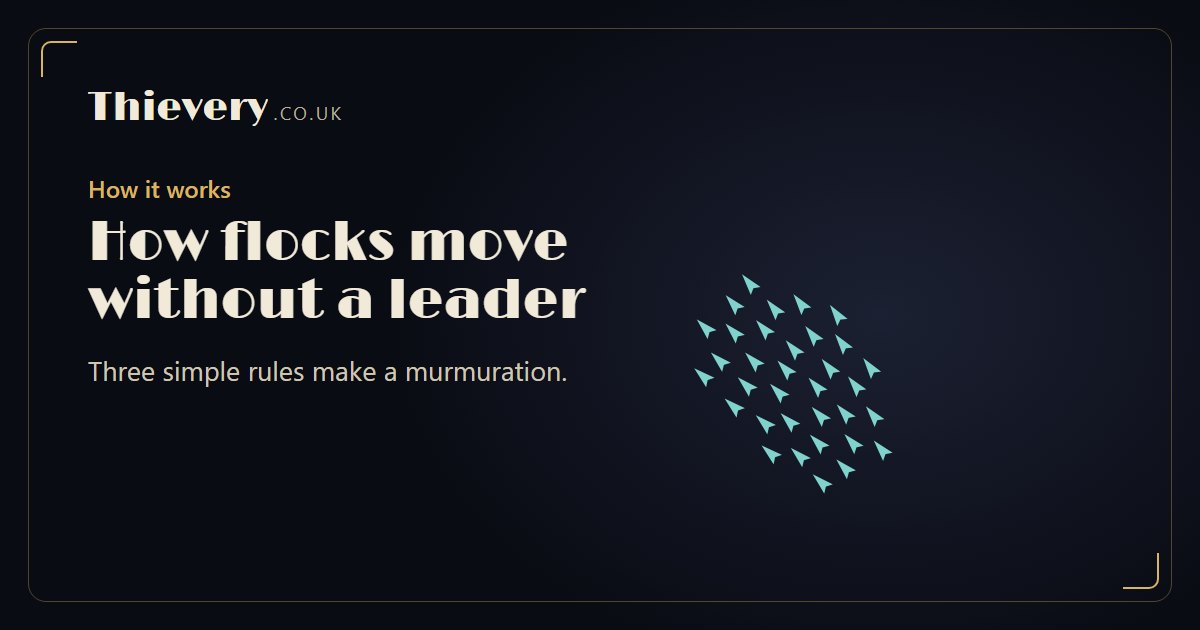 Thievery.CO.UK
How it works
How flocks move
without a leader
Three simple rules make a murmuration.